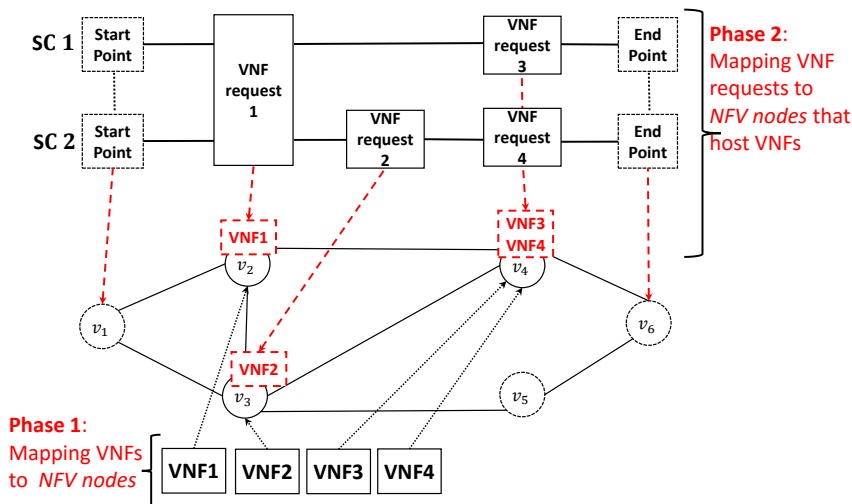 SC 1
Start
Point
VNF
request
1
VNF
request
3
End
Point
Phase 2:
Mapping VNF
requests to
NFV nodes that
host VNFs
SC 2
Start
Point
VNF
request
2
VNF
request
4
End
Point
VNF1
VNF3
VNF4
v2
v4
v1
v6
VNF2
v3
v5
Phase 1:
Mapping VNFs
to NFV nodes
VNF1
VNF2
VNF3
VNF4